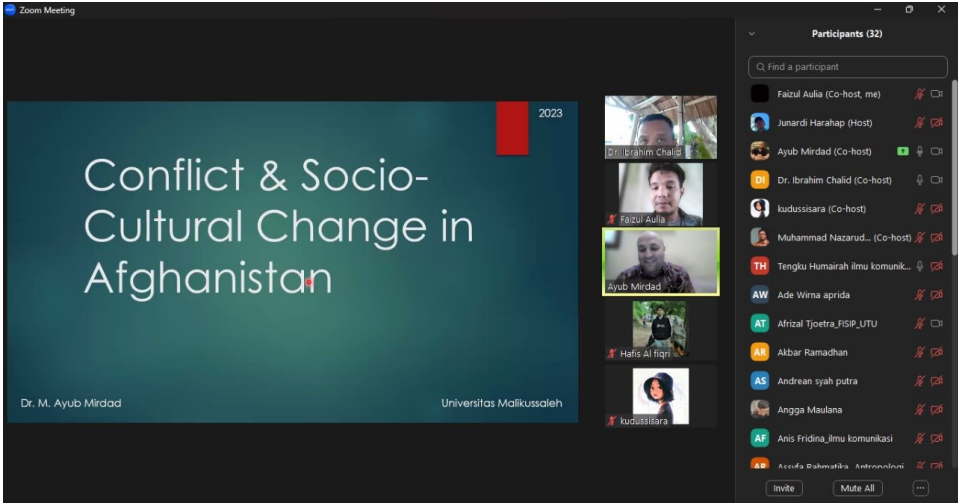 Zoom Meeting
2023
Conflict & Socio-
Cultural Change in
Afghanistan
Dr. M. Ayub Mirdad
Universitas Malikussaleh
Dr. Ibrahim Chalid
Faizul Aulia
Ayub Mirdad
Hafis Al fiqri
kudussisara
Participants (32)
Find a participant
Faizul Aulia (Co-host, me)
Junardi Harahap (Host)
Ayub Mirdad (Co-host)
DI Dr. Ibrahim Chalid (Co-host)
kudussisara (Co-host)
Muhammad Nazarud... (Co-host)
TH Tengku Humairah ilmu komunik...
AW Ade Wirna aprida
AT Afrizal Tjoetra_FISIP_UTU
AR Akbar Ramadhan
AS Andrean syah putra
Angga Maulana
AF Anis Fridina_ilmu komunikasi
AR Assyfa Rahmatika_Antropologi
Invite Mute All ...